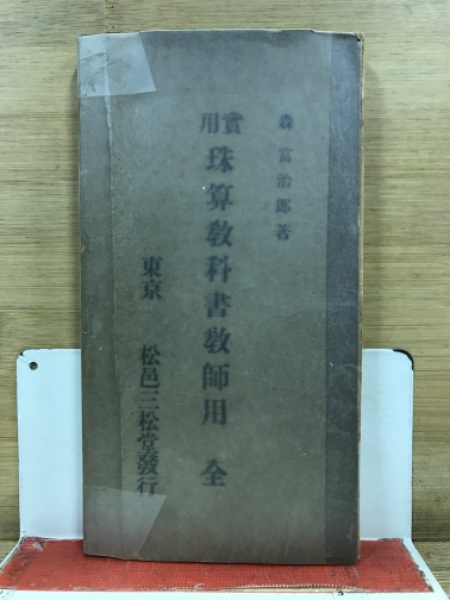 森富治郎著
實用
珠算教科書教師用 全
東京 松邑三松堂發行